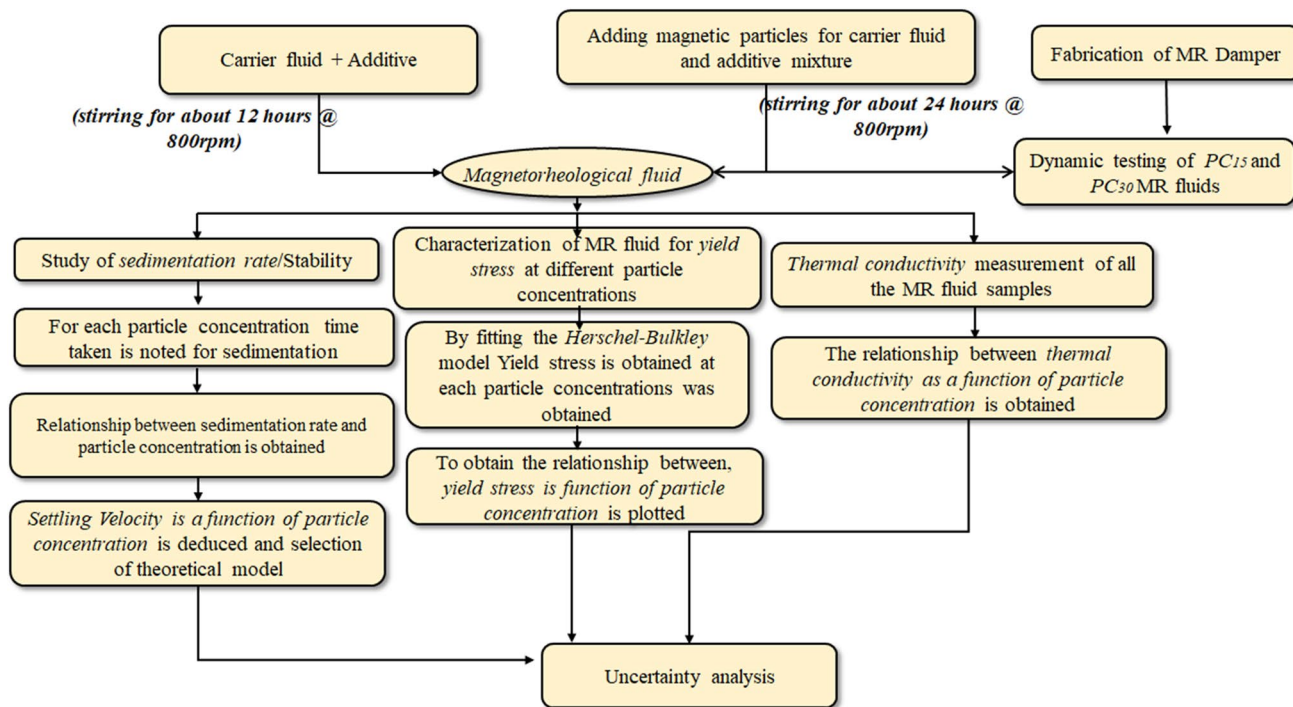 Carrier fluid + Additive
Adding magnetic particles for carrier fluid
and additive mixture
Fabrication of MR Damper
(stirring for about 12 hours @
800rpm)
(stirring for about 24 hours @
800rpm)
Magnetorheological fluid
Dynamic testing of PC15 and
PC30 MR fluids
Study of sedimentation rate/Stability
For each particle concentration time
taken is noted for sedimentation
Relationship between sedimentation rate and
particle concentration is obtained
Settling Velocity is a function of particle
concentration is deduced and selection
of theoretical model
Characterization of MR fluid for yield
stress at different particle
concentrations
By fitting the Herschel-Bulkley
model Yield stress is obtained at
each particle concentrations was
obtained
To obtain the relationship between,
yield stress is function of particle
concentration is plotted
Thermal conductivity measurement of all
the MR fluid samples
The relationship between thermal
conductivity as a function of particle
concentration is obtained
Uncertainty analysis